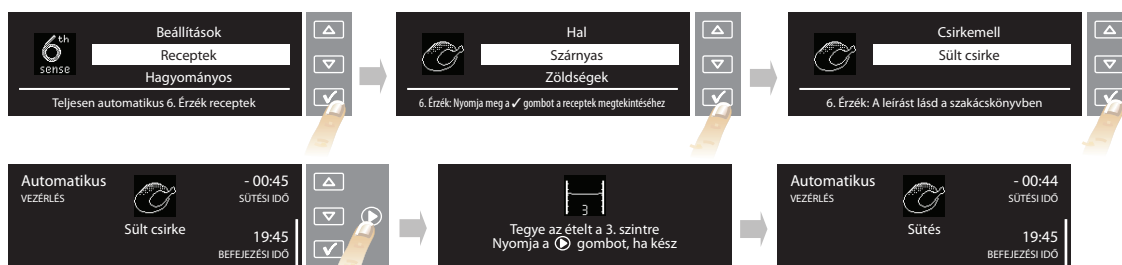 Beállítások
6th sense
Receptek
Hagyományos
Teljesen automatikus 6. Érzék receptek
Hal
Szárnyas
Zöldségek
6. Érzék: Nyomja meg a ✓ gombot a receptek megtekintéséhez
Csirkemell
Sült csirke
6. Érzék: A leírást lásd a szakácskönyvben
Automatikus - 00:45
VEZÉRLÉS SÜTÉSI IDŐ
Sült csirke
19:45
BEFEJEZÉSI IDŐ
3
Tegye az ételt a 3. szintre
Nyomja a gombot, ha kész
Automatikus - 00:44
VEZÉRLÉS SÜTÉSI IDŐ
Sütés
19:45
BEFEJEZÉSI IDŐ